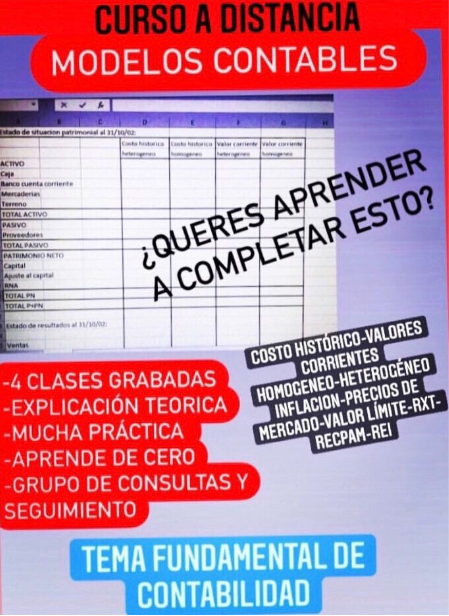 CURSO A DISTANCIA
MODELOS CONTABLES
Estado de situacion patrimonial al 31/10/02:
Costo historico
Costo historico
Valor corriente
Valor corriente
heterogeneo
homogeneo
heterogeneo
homogeneo
ACTIVO
Caja
Banco cuenta corriente
Mercaderias
Terreno
TOTAL ACTIVO
PASIVO
Proveedores
TOTAL PASIVO
PATRIMONIO NETO
Capital
Ajuste al capital
RNA
TOTAL PN
TOTAL P+PN
Estado de resultados al 31/10/02:
Ventas
¿QUERES APRENDER
A COMPLETAR ESTO?
COSTO HISTÓRICO-VALORES
CORRIENTES
HOMOGENEO-HETEROGÉNEO
INFLACION-PRECIOS DE
MERCADO-VALOR LÍMITE-RXT-
RECPAM-REI
-4 CLASES GRABADAS
-EXPLICACIÓN TEORICA
-MUCHA PRÁCTICA
-APRENDE DE CERO
-GRUPO DE CONSULTAS Y
SEGUIMIENTO
TEMA FUNDAMENTAL DE
CONTABILIDAD